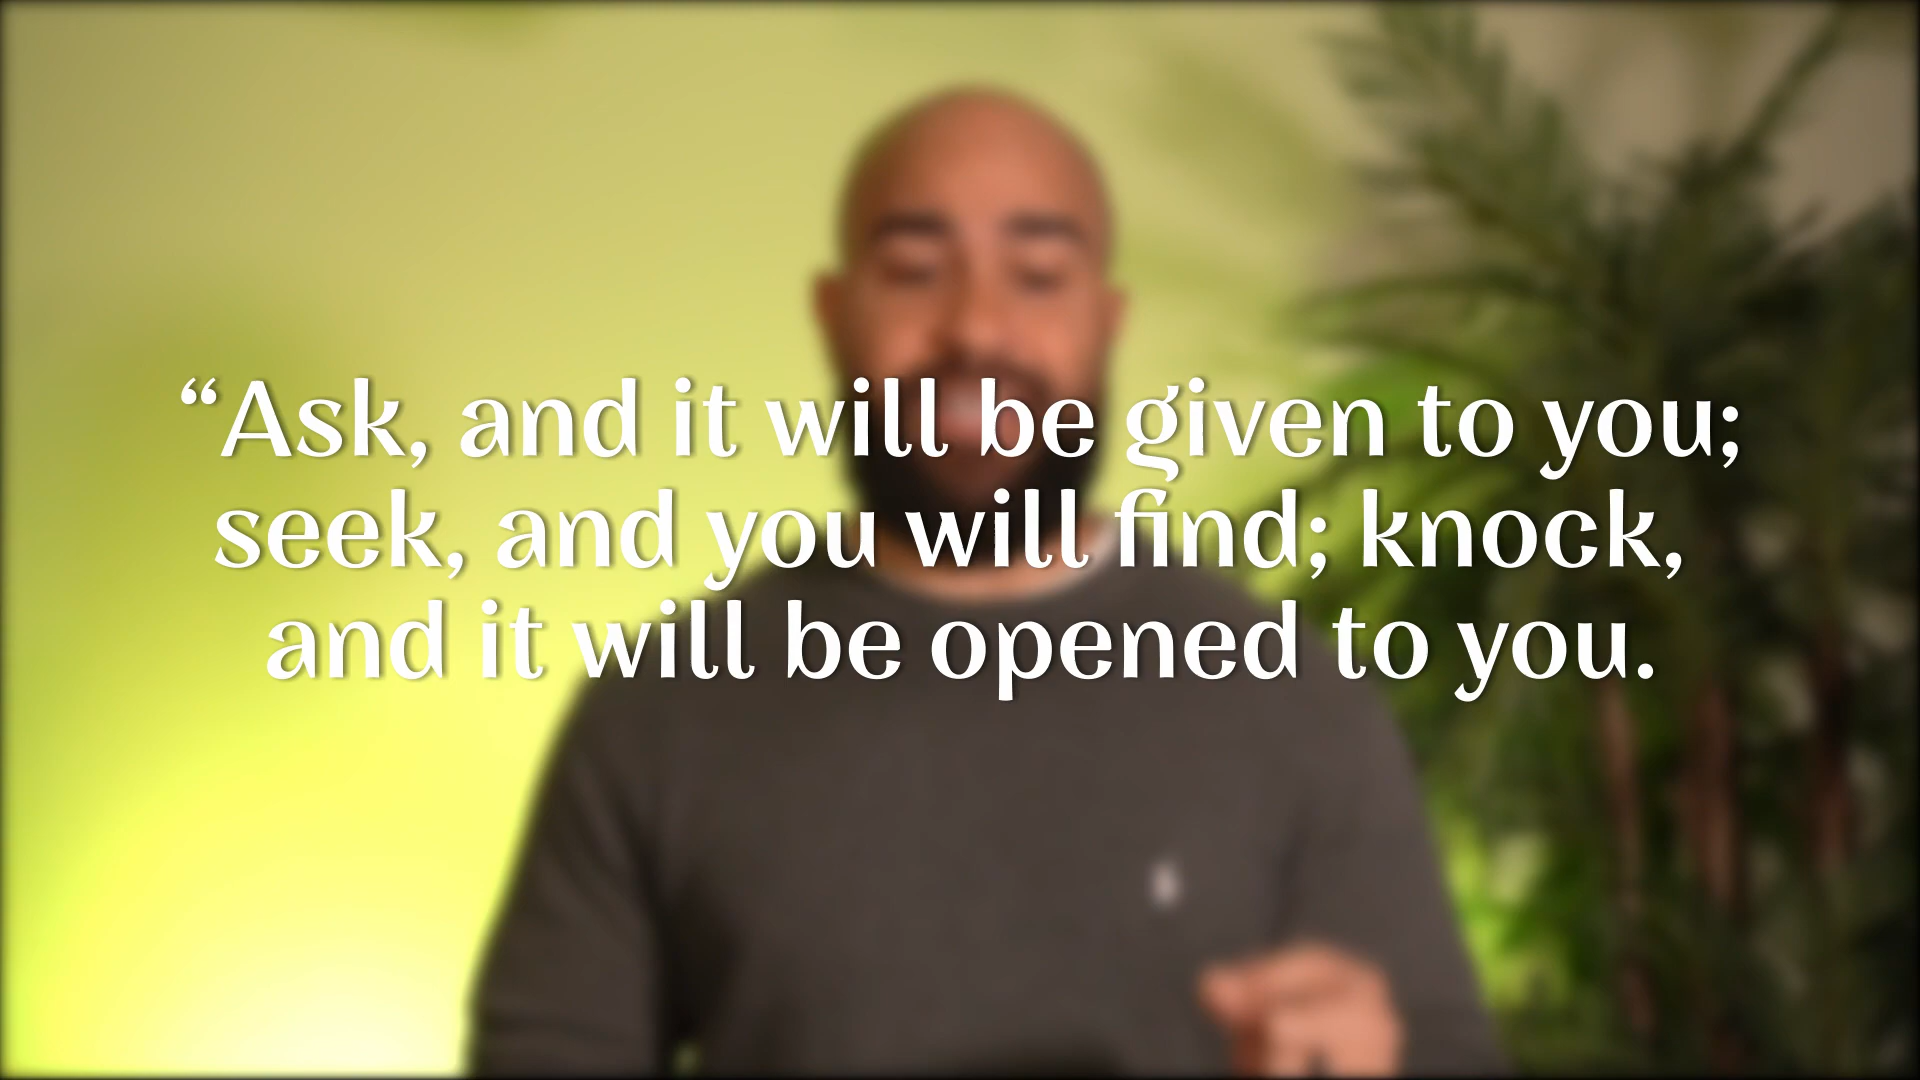 “Ask, and it will be given to you;
seek, and you will find; knock,
and it will be opened to you.